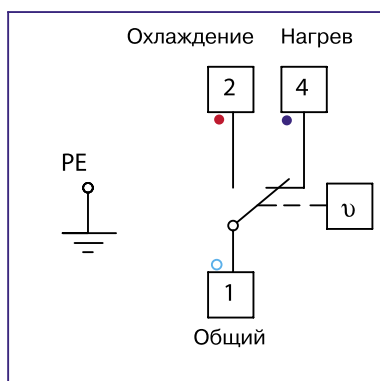 Охлаждение Нагрев
2 4
PE
υ
1
Общий